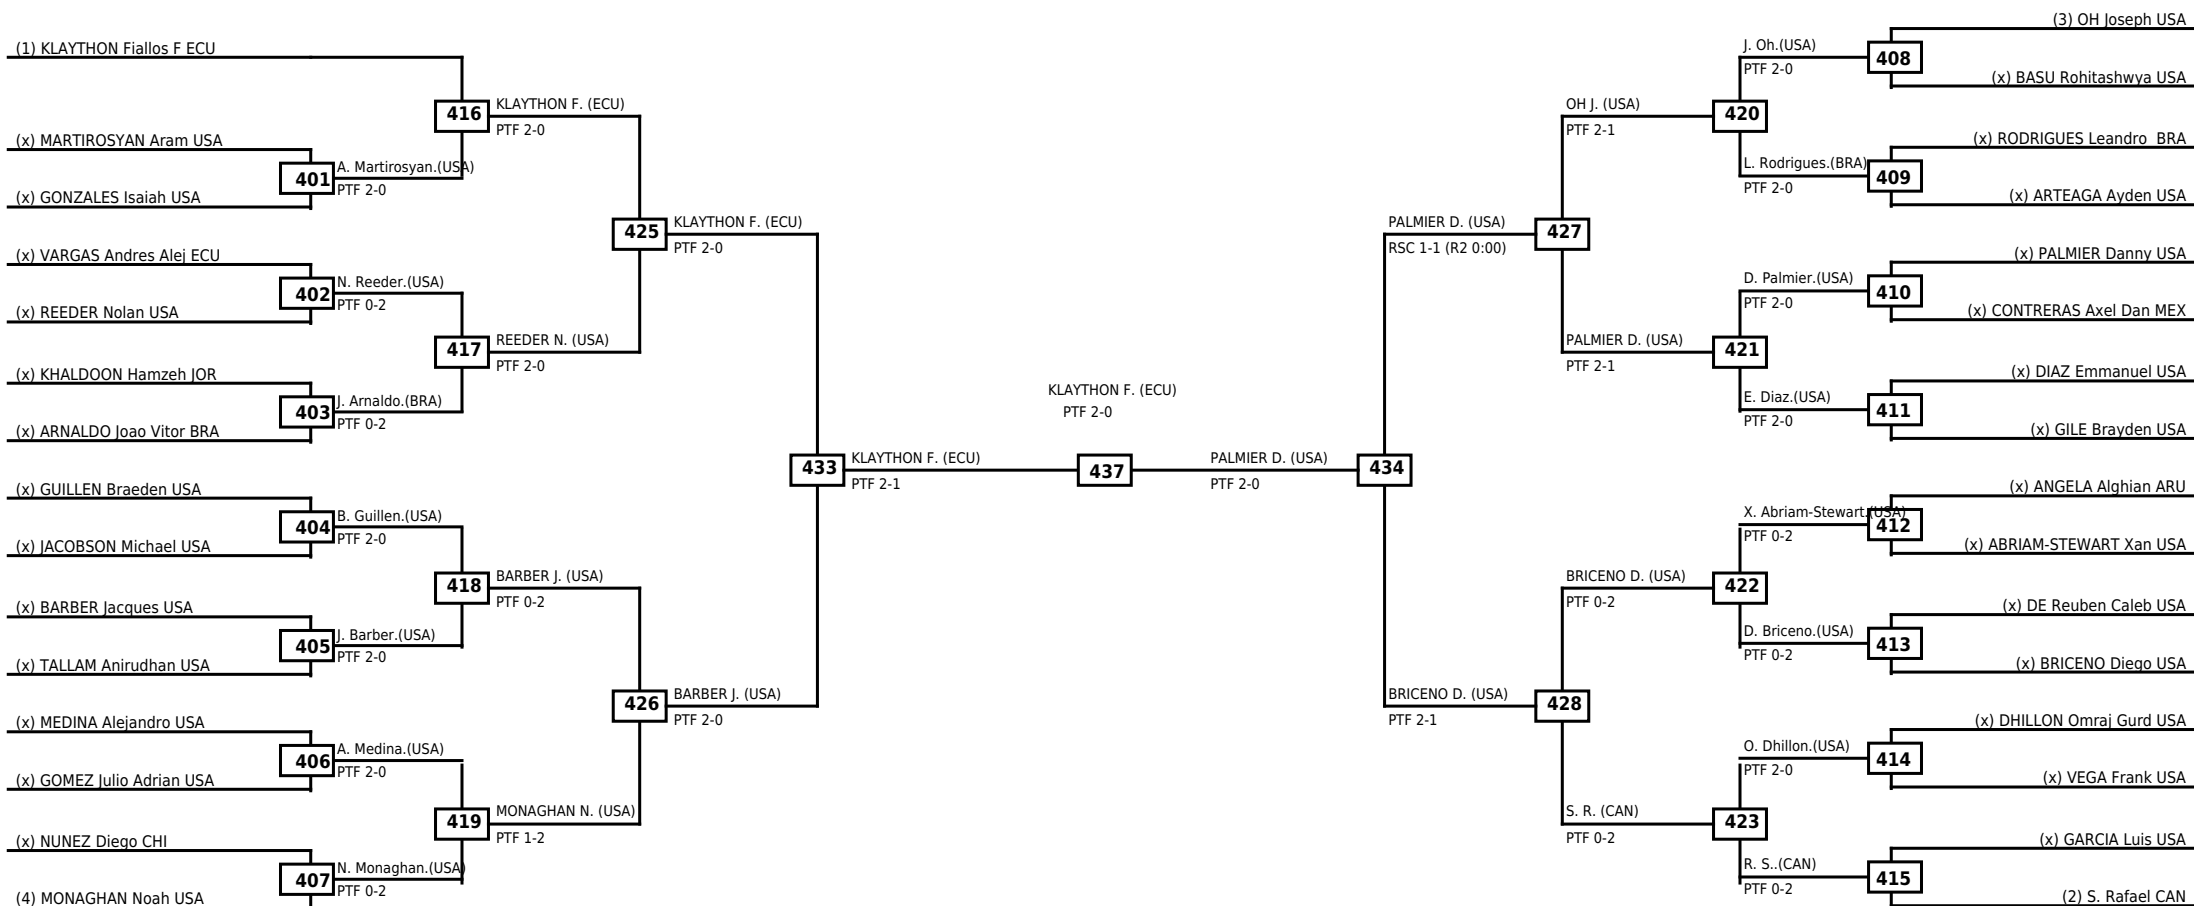 (1) KLAYTHON Fiallos F ECU
(x) MARTIROSYAN Aram USA
(x) GONZALES Isaiah USA
(x) VARGAS Andres Alej ECU
(x) REEDER Nolan USA
(x) KHALDOON Hamzeh JOR
(x) ARNALDO Joao Vitor BRA
(x) GUILLEN Braeden USA
(x) JACOBSON Michael USA
(x) BARBER Jacques USA
(x) TALLAM Anirudhan USA
(x) MEDINA Alejandro USA
(x) GOMEZ Julio Adrian USA
(x) NUNEZ Diego CHI
(4) MONAGHAN Noah USA
401
A. Martirosyan.(USA)
PTF 2-0
402
N. Reeder.(USA)
PTF 0-2
403
J. Arnaldo.(BRA)
PTF 0-2
404
B. Guillen.(USA)
PTF 2-0
405
J. Barber.(USA)
PTF 2-0
406
A. Medina.(USA)
PTF 2-0
407
N. Monaghan.(USA)
PTF 0-2
416
KLAYTHON F. (ECU)
PTF 2-0
417
REEDER N. (USA)
PTF 2-0
418
BARBER J. (USA)
PTF 0-2
419
MONAGHAN N. (USA)
PTF 1-2
425
KLAYTHON F. (ECU)
PTF 2-0
426
BARBER J. (USA)
PTF 2-0
433
KLAYTHON F. (ECU)
PTF 2-1
KLAYTHON F. (ECU)
PTF 2-0
437
PALMIER D. (USA)
PTF 2-0
434
PALMIER D. (USA)
RSC 1-1 (R2 0:00)
427
BRICENO D. (USA)
PTF 2-1
428
OH J. (USA)
PTF 2-1
420
PALMIER D. (USA)
PTF 2-1
421
BRICENO D. (USA)
PTF 0-2
422
S. R. (CAN)
PTF 0-2
423
J. Oh.(USA)
PTF 2-0
408
L. Rodrigues.(BRA)
PTF 2-0
409
D. Palmier.(USA)
PTF 2-0
410
E. Diaz.(USA)
PTF 2-0
411
X. Abriam-Stewart.(USA)
PTF 0-2
412
D. Briceno.(USA)
PTF 0-2
413
O. Dhillon.(USA)
PTF 2-0
414
R. S..(CAN)
PTF 0-2
415
(3) OH Joseph USA
(x) BASU Rohitashwya USA
(x) RODRIGUES Leandro BRA
(x) ARTEAGA Ayden USA
(x) PALMIER Danny USA
(x) CONTRERAS Axel Dan MEX
(x) DIAZ Emmanuel USA
(x) GILE Brayden USA
(x) ANGELA Alghian ARU
(x) ABRIAM-STEWART Xan USA
(x) DE Reuben Caleb USA
(x) BRICENO Diego USA
(x) DHILLON Omraj Gurd USA
(x) VEGA Frank USA
(x) GARCIA Luis USA
(2) S. Rafael CAN